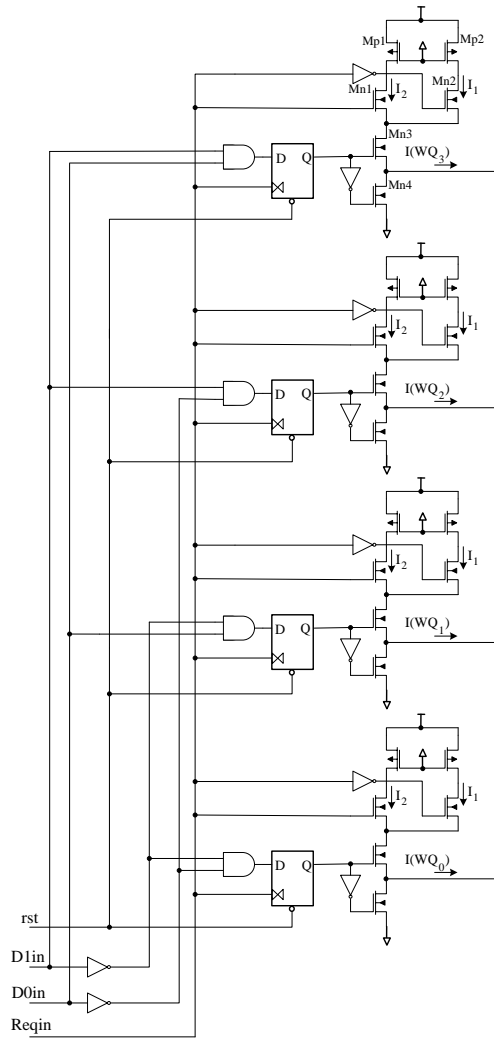 Mp1 Mp2
Mn1 I2 Mn2 I1
Mn3
D Q I(WQ3)
Mn4
I2 I1
D Q I(WQ2)
I2 I1
D Q I(WQ1)
I2 I1
D Q I(WQ0)
rst
D1in
D0in
Reqin